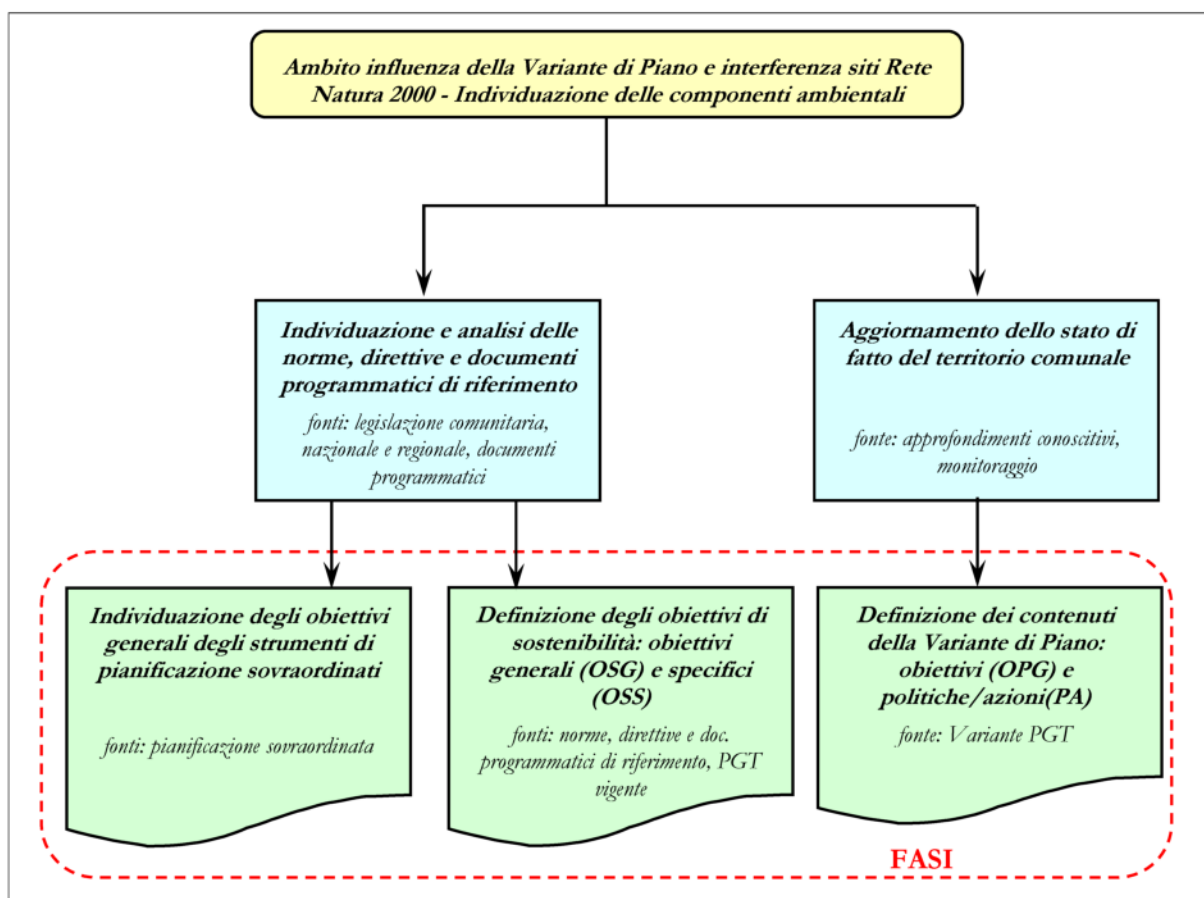 Ambito influenza della Variante di Piano e interferenza siti Rete
Natura 2000 - Individuazione delle componenti ambientali
Individuazione e analisi delle
norme, direttive e documenti
programmatici di riferimento
fonti: legislazione comunitaria,
nazionale e regionale, documenti
programmatici
Aggiornamento dello stato di
fatto del territorio comunale
fonte: approfondimenti conoscitivi,
monitoraggio
Individuazione degli obiettivi
generali degli strumenti di
pianificazione sovraordinati
fonti: pianificazione sovraordinata
Definizione degli obiettivi di
sostenibilità: obiettivi
generali (OSG) e specifici
(OSS)
fonti: norme, direttive e doc.
programmatici di riferimento, PGT
vigente
Definizione dei contenuti
della Variante di Piano:
obiettivi (OPG) e
politiche/azioni(PA)
fonte: Variante PGT
FASI